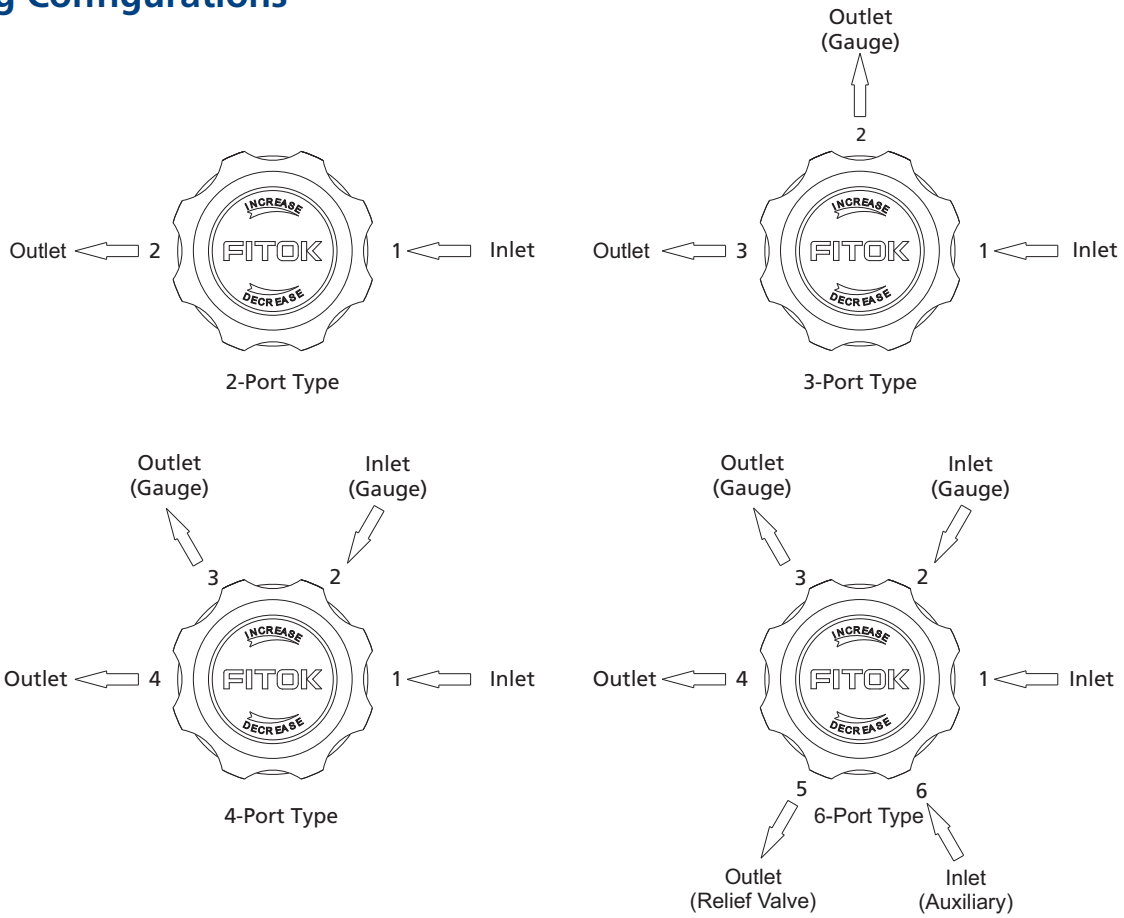 g Configurations
INCREASE
FITOK
DECREASE
Outlet
2
1
Inlet
2-Port Type
Outlet
(Gauge)
2
INCREASE
FITOK
DECREASE
Outlet
3
1
Inlet
3-Port Type
Outlet
(Gauge)
Inlet
(Gauge)
3
2
INCREASE
FITOK
DECREASE
Outlet
4
1
Inlet
4-Port Type
Outlet
(Gauge)
Inlet
(Gauge)
3
2
INCREASE
FITOK
DECREASE
Outlet
4
1
Inlet
5
6
6-Port Type
Outlet
(Relief Valve)
Inlet
(Auxiliary)